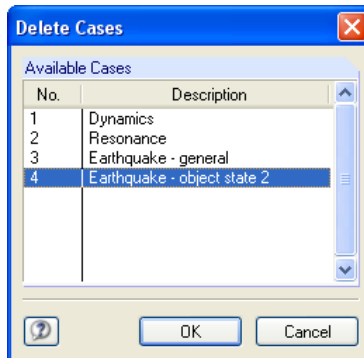 Delete Cases
Available Cases
No. Description
1 Dynamics
2 Resonance
3 Earthquake - general
4 Earthquake - object state 2
OK Cancel